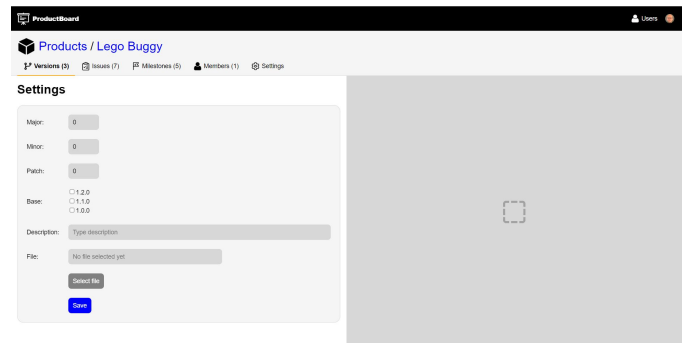 ProductBoard
Users
Products / Lego Buggy
Versions (3) Issues (7) Milestones (5) Members (1) Settings
Settings
Major: 0
Minor: 0
Patch: 0
Base:
1.2.0
1.1.0
1.0.0
Description: Type description
File: No file selected yet
Select file
Save